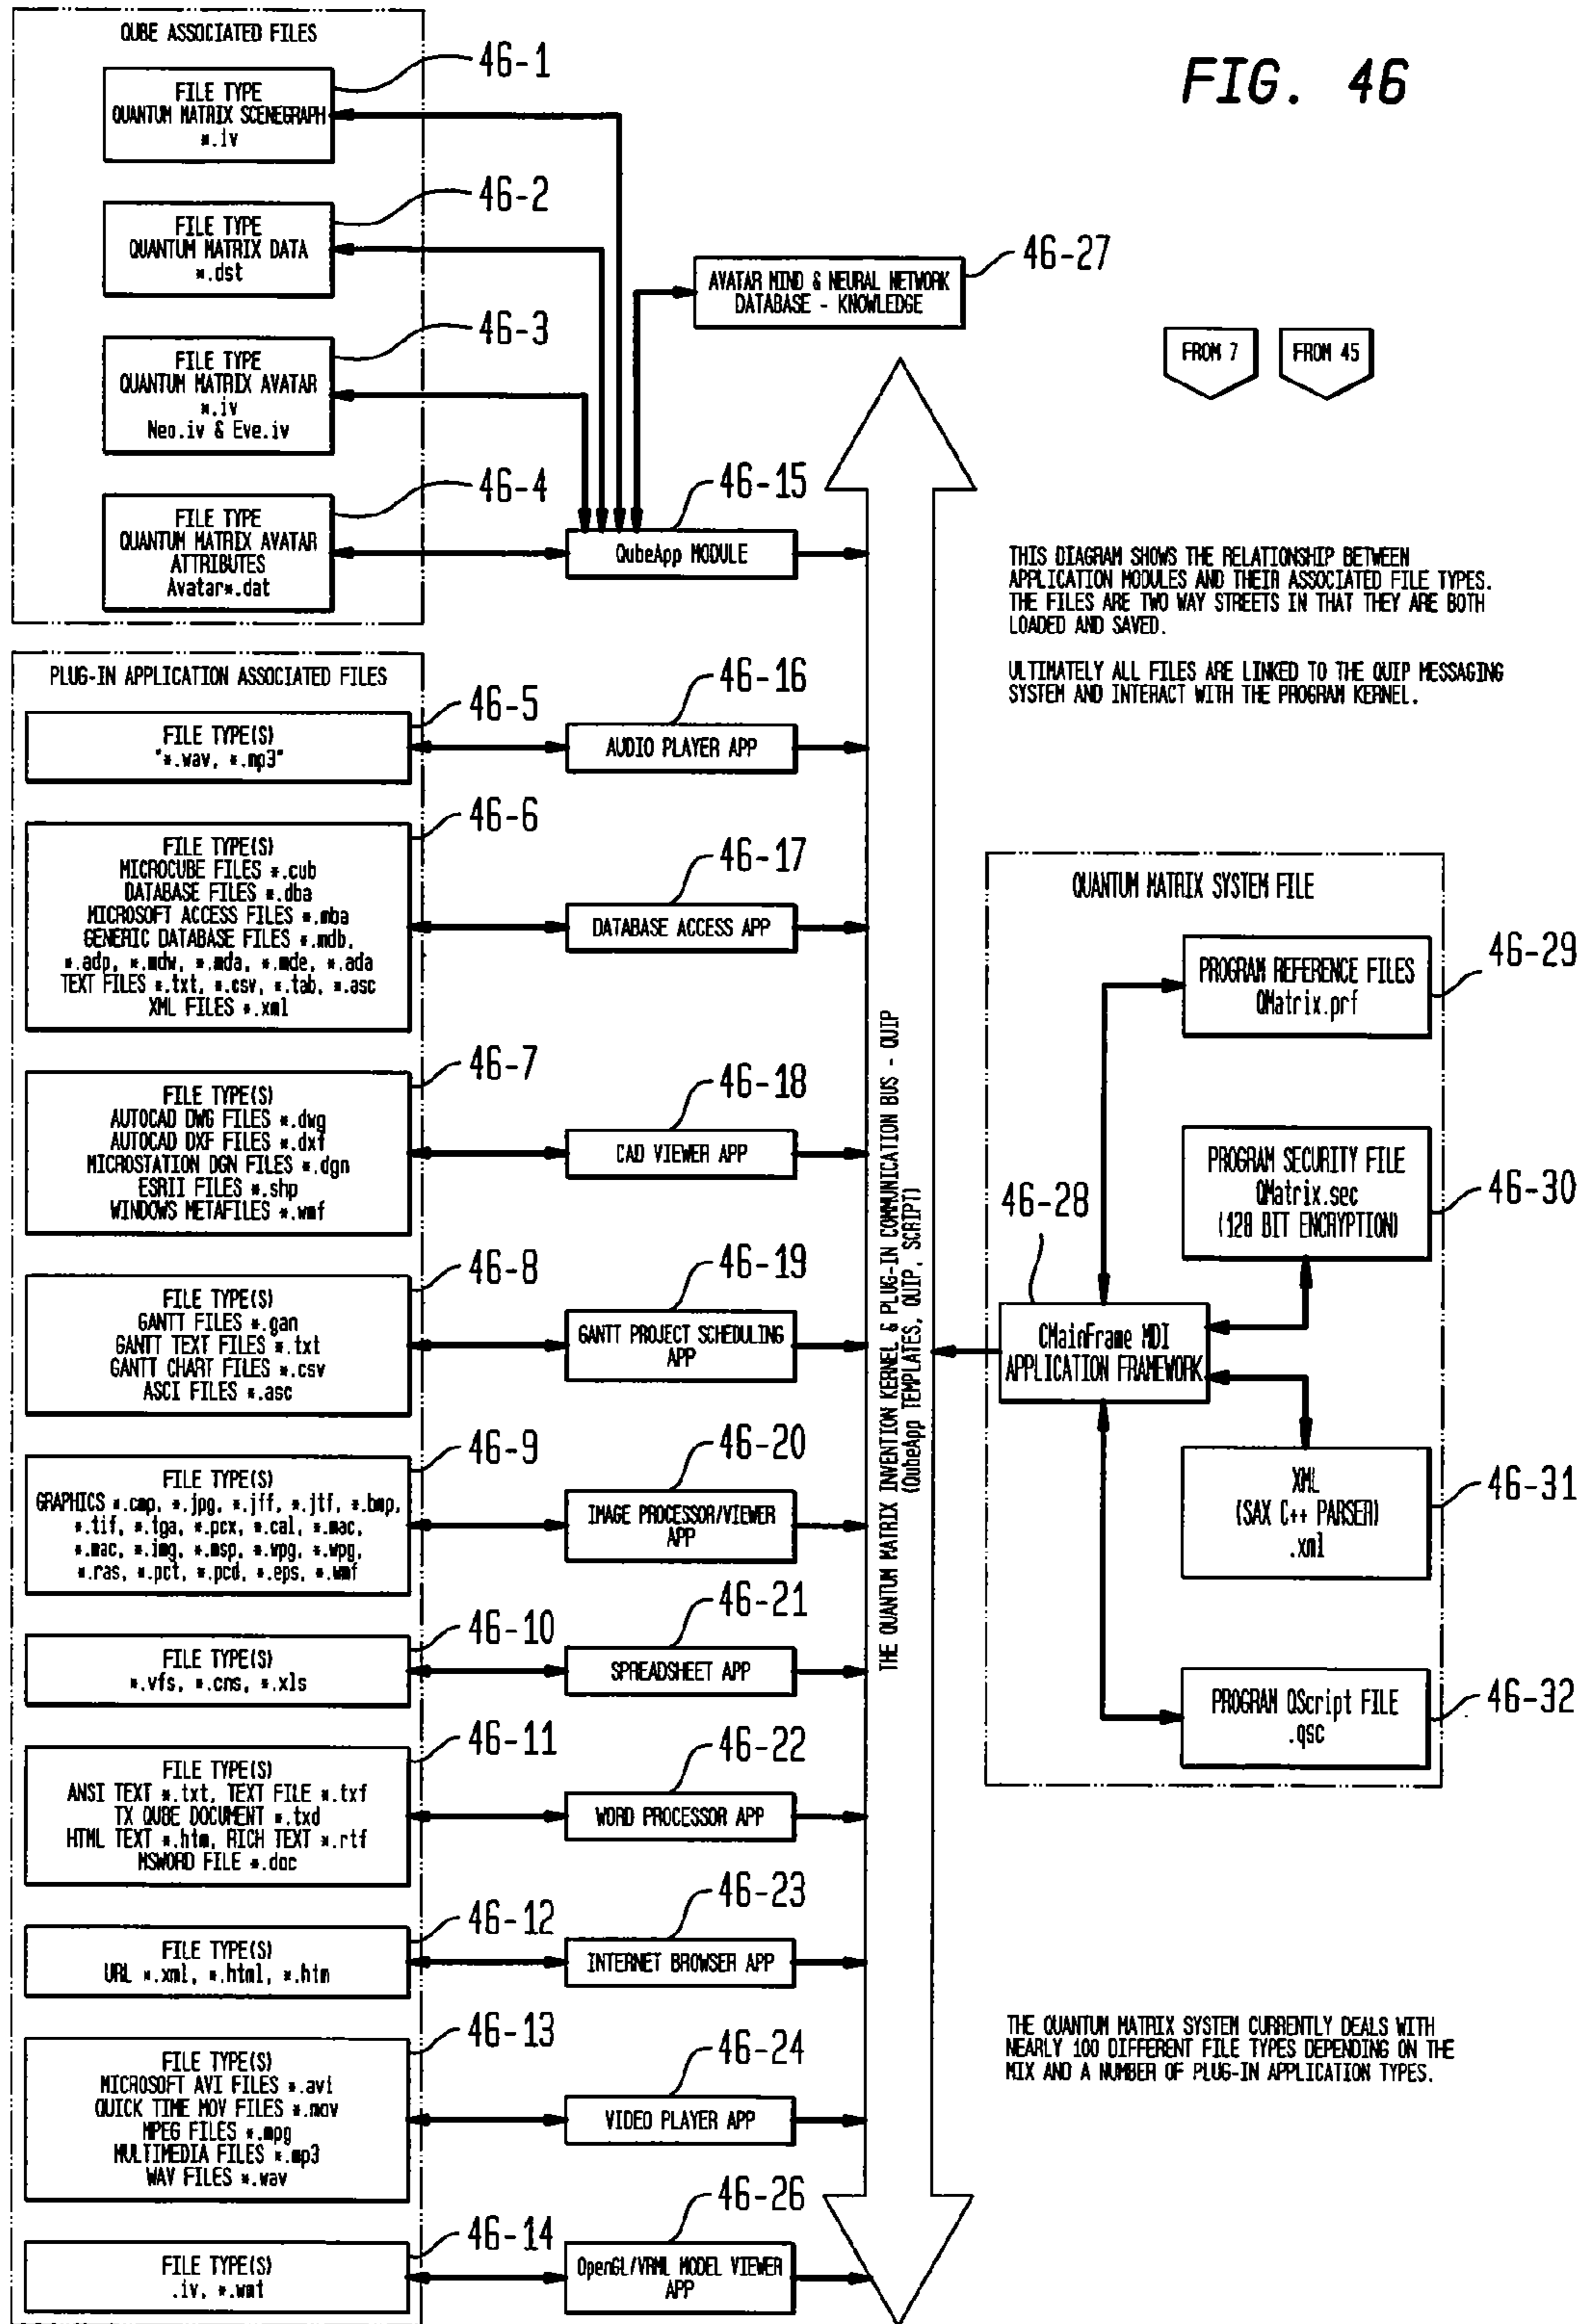 FIG. 46
QUBE ASSOCIATED FILES
46-1
FILE TYPE
QUANTUM MATRIX SCENEGRAPH
*.iv
46-2
FILE TYPE
QUANTUM MATRIX DATA
*.dst
46-3
FILE TYPE
QUANTUM MATRIX AVATAR
*.iv
Neo.iv & Eve.iv
46-4
FILE TYPE
QUANTUM MATRIX AVATAR
ATTRIBUTES
Avatar*.dat
46-27
AVATAR MIND & NEURAL NETWORK
DATABASE - KNOWLEDGE
FROM 7
FROM 45
46-15
QubeApp MODULE
THIS DIAGRAM SHOWS THE RELATIONSHIP BETWEEN
APPLICATION MODULES AND THEIR ASSOCIATED FILE TYPES.
THE FILES ARE TWO WAY STREETS IN THAT THEY ARE BOTH
LOADED AND SAVED.
ULTIMATELY ALL FILES ARE LINKED TO THE QUIP MESSAGING
SYSTEM AND INTERACT WITH THE PROGRAM KERNEL.
PLUG-IN APPLICATION ASSOCIATED FILES
46-5
FILE TYPE(S)
"*.wav, *.mp3"
46-16
AUDIO PLAYER APP
46-6
FILE TYPE(S)
MICROCUBE FILES *.cub
DATABASE FILES *.dba
MICROSOFT ACCESS FILES *.mba
GENERIC DATABASE FILES *.mdb,
*.adp, *.mdw, *.mda, *.mde, *.ada
TEXT FILES *.txt, *.csv, *.tab, *.asc
XML FILES *.xml
46-17
DATABASE ACCESS APP
46-7
FILE TYPE(S)
AUTOCAD DWG FILES *.dwg
AUTOCAD DXF FILES *.dxf
MICROSTATION DGN FILES *.dgn
ESRII FILES *.shp
WINDOWS METAFILES *.wmf
46-18
CAD VIEWER APP
46-8
FILE TYPE(S)
GANTT FILES *.gan
GANTT TEXT FILES *.txt
GANTT CHART FILES *.csv
ASCI FILES *.asc
46-19
GANTT PROJECT SCHEDULING
APP
46-9
FILE TYPE(S)
GRAPHICS *.cmp, *.jpg, *.jff, *.jtf, *.bmp,
*.tif, *.tga, *.pcx, *.cal, *.mac,
*.mac, *.img, *.msp, *.wpg, *.wpg,
*.ras, *.pct, *.pcd, *.eps, *.wmf
46-20
IMAGE PROCESSOR/VIEWER
APP
46-10
FILE TYPE(S)
*.vfs, *.cns, *.xls
46-21
SPREADSHEET APP
46-11
FILE TYPE(S)
ANSI TEXT *.txt, TEXT FILE *.txf
TX QUBE DOCUMENT *.txd
HTML TEXT *.htm, RICH TEXT *.rtf
MSWORD FILE *.doc
46-22
WORD PROCESSOR APP
46-12
FILE TYPE(S)
URL *.xml, *.html, *.htm
46-23
INTERNET BROWSER APP
46-13
FILE TYPE(S)
MICROSOFT AVI FILES *.avi
QUICK TIME MOV FILES *.mov
MPEG FILES *.mpg
MULTIMEDIA FILES *.mp3
WAV FILES *.wav
46-24
VIDEO PLAYER APP
46-14
FILE TYPE(S)
.iv, *.wmt
46-26
OpenGL/VRML MODEL VIEWER
APP
THE QUANTUM MATRIX INVENTION KERNEL & PLUG-IN COMMUNICATION BUS - QUIP
(QubeApp TEMPLATES, QUIP, SCRIPT)
QUANTUM MATRIX SYSTEM FILE
46-29
PROGRAM REFERENCE FILES
QMatrix.prf
46-30
PROGRAM SECURITY FILE
QMatrix.sec
(128 BIT ENCRYPTION)
46-28
CMainFrame MDI
APPLICATION FRAMEWORK
46-31
XML
(SAX C++ PARSER)
.xml
46-32
PROGRAM QScript FILE
.qsc
THE QUANTUM MATRIX SYSTEM CURRENTLY DEALS WITH
NEARLY 100 DIFFERENT FILE TYPES DEPENDING ON THE
MIX AND A NUMBER OF PLUG-IN APPLICATION TYPES.